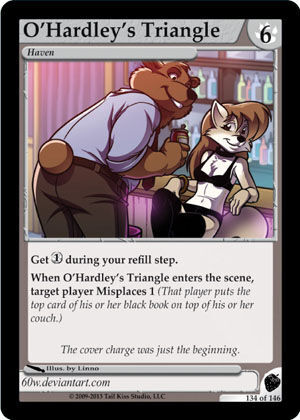 O'Hardley's Triangle
6
Haven
Get ① during your refill step.
When O'Hardley's Triangle enters the scene,
target player Misplaces 1 (That player puts the
top card of his or her black book on top of his or her
couch.)
The cover charge was just the beginning.
Illus. by Linno
60w.deviantart.com
134 of 146
© 2009-2013 Tail Kiss Studio, LLC